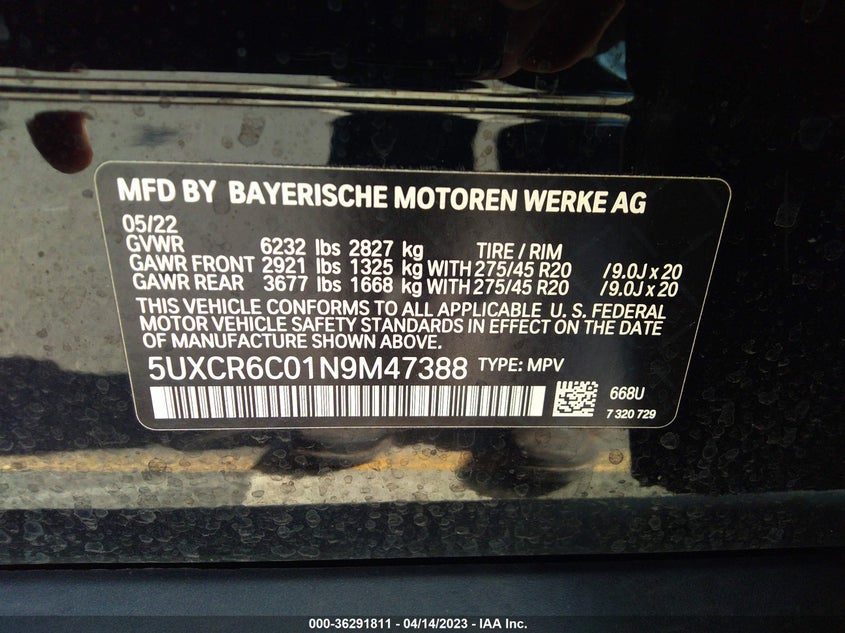 MFD BY BAYERISCHE MOTOREN WERKE AG
05/22
GVWR 6232 lbs 2827 kg TIRE / RIM
GAWR FRONT 2921 lbs 1325 kg WITH 275/45 R20 /9.0J x 20
GAWR REAR 3677 lbs 1668 kg WITH 275/45 R20 /9.0J x 20
THIS VEHICLE CONFORMS TO ALL APPLICABLE U. S. FEDERAL
MOTOR VEHICLE SAFETY STANDARDS IN EFFECT ON THE DATE
OF MANUFACTURE SHOWN ABOVE.
5UXCR6C01N9M47388 TYPE: MPV
668U
7 320 729
000-36291811 - 04/14/2023 - IAA Inc.